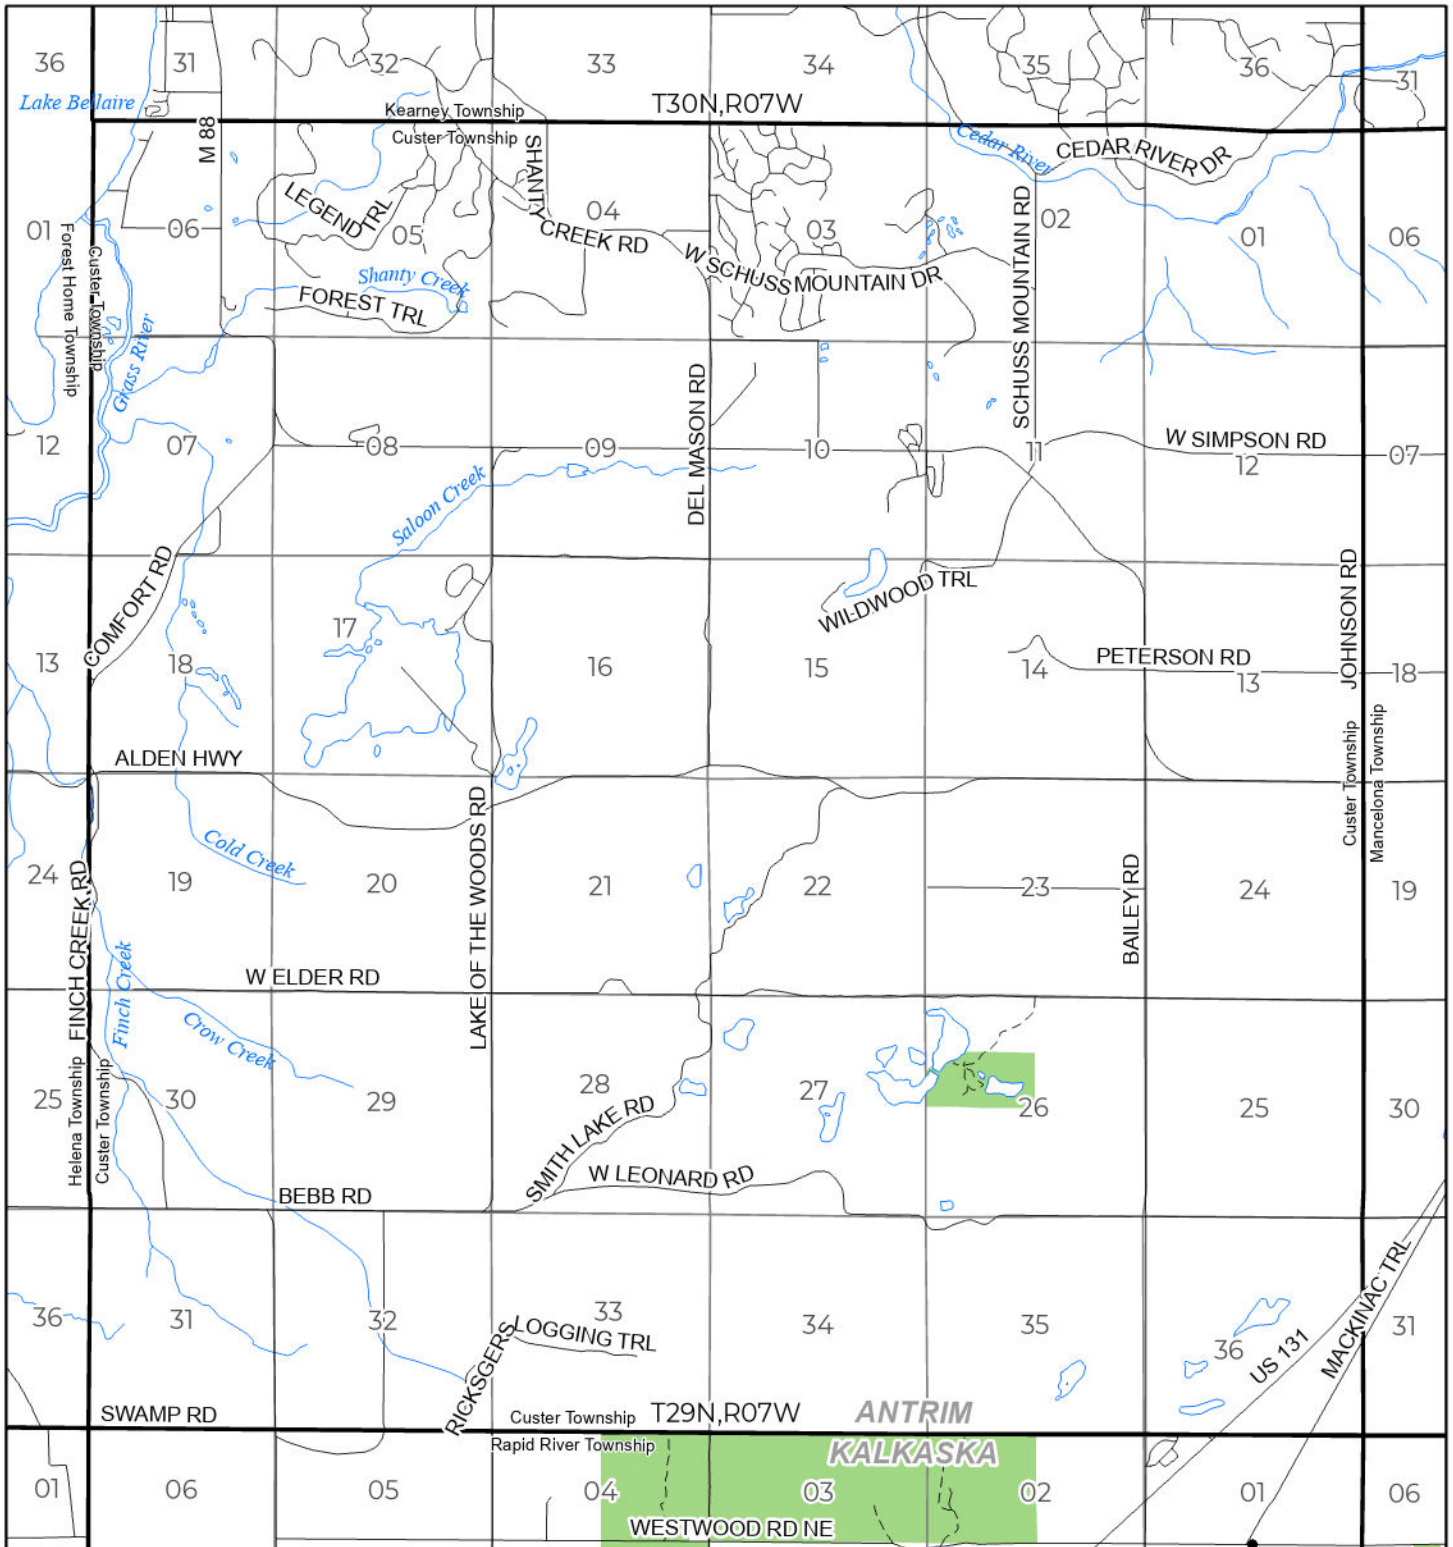 36
31
32
33
34
35
36
31
Lake Bellaire
Kearney Township
T30N,R07W
Custer Township
M 88
SHANTY
CREEK RD
Cedar River
CEDAR RIVER DR
LEGEND
TRL
01
06
05
04
03
02
01
06
Forest Home Township
Custer Township
W SCHUSS MOUNTAIN DR
SCHUSS MOUNTAIN RD
Shanty Creek
FOREST TRL
Grass River
DEL MASON RD
12
07
08
09
10
11
W SIMPSON RD
12
07
Saloon Creek
COMFORT RD
WILDWOOD TRL
JOHNSON RD
17
13
18
16
15
14
PETERSON RD
13
18
ALDEN HWY
Custer Township
Mancelona Township
LAKE OF THE WOODS RD
Cold Creek
24
19
20
21
22
23
BAILEY RD
24
19
FINCH CREEK RD
Finch Creek
W ELDER RD
Crow Creek
Helena Township
Custer Township
25
30
29
28
27
26
25
30
SMITH LAKE RD
W LEONARD RD
BEBB RD
36
31
32
33
34
35
36
31
LOGGING TRL
RICKSGERS
US 131
MACKINAC TRL
SWAMP RD
Custer Township
T29N,R07W
ANTRIM
Rapid River Township
KALKASKA
01
06
05
04
03
02
01
06
WESTWOOD RD NE